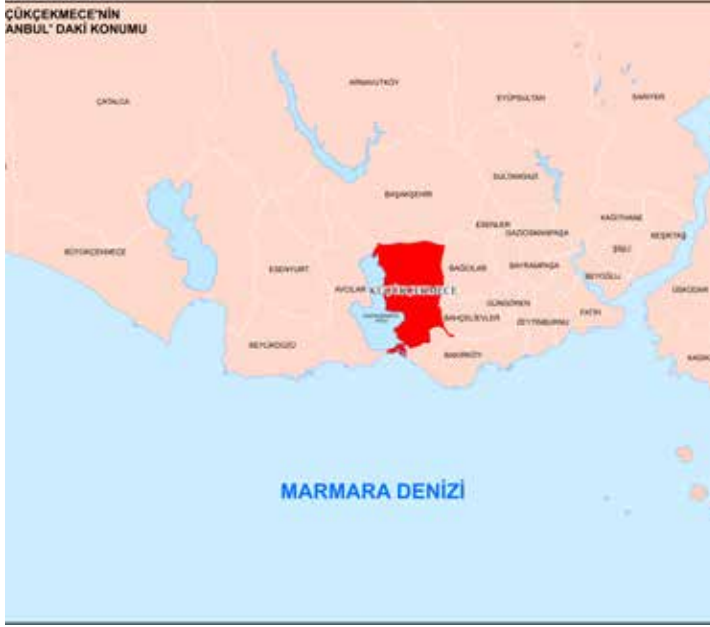 ÇÜKÇEKMECE'NİN
ANBUL' DAKİ KONUMU
ARNAVUTKÖY
ÇATALCA
EYÜPSULTAN
SARIYER
SULTANGAZİ
BAŞAKŞEHİR
ESENLER
KAĞITHANE
GAZİOSMANPAŞA
BEŞİKTAŞ
ŞİŞLİ
BÜYÜKÇEKMECE
ESENYURT
BAĞCILAR
BAYRAMPAŞA
BEYOĞLU
AVCILAR
KÜÇÜKÇEKMECE
ÜSKÜDAR
GÜNGÖREN
FATİH
BAHÇELİEVLER
ZEYTİNBURNU
BEYLİKDÜZÜ
BAKIRKÖY
KADIK
MARMARA DENİZİ